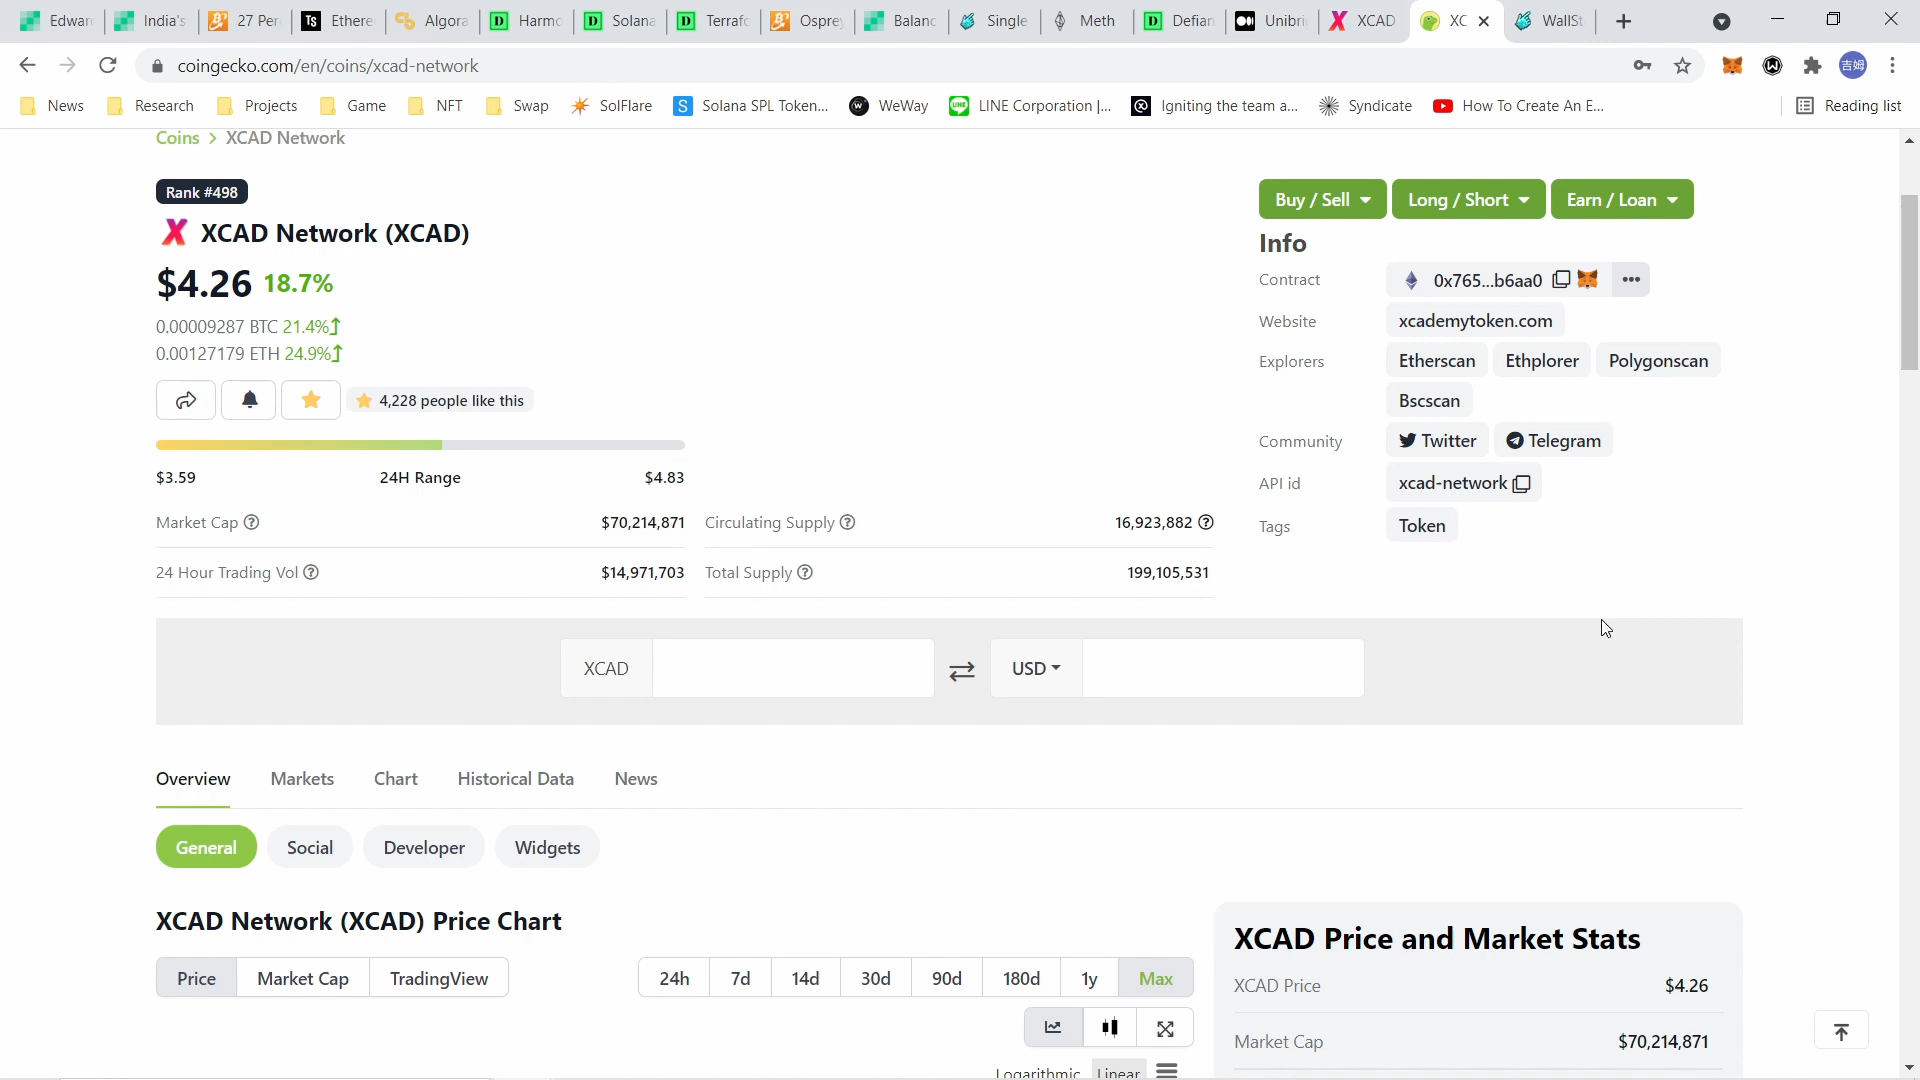 Edwar India's 27 Per Ethere Algora Harmo Solana Terrafo Osprey Balanc Single Meth Defian Unibri XCAD XC WallSt
coingecko.com/en/coins/xcad-network 吉姆
News Research Projects Game NFT Swap SolFlare Solana SPL Token... WeWay LINE Corporation |... Igniting the team a... Syndicate How To Create An E... Reading list
Coins > XCAD Network
Rank #498
XCAD Network (XCAD)
$4.26 18.7%
0.00009287 BTC 21.4%
0.00127179 ETH 24.9%
4,228 people like this
$3.59 24H Range $4.83
Market Cap $70,214,871 Circulating Supply 16,923,882
24 Hour Trading Vol $14,971,703 Total Supply 199,105,531
Buy / Sell Long / Short Earn / Loan
Info
Contract 0x765...b6aa0
Website xcademytoken.com
Explorers Etherscan Ethplorer Polygonscan
Bscscan
Community Twitter Telegram
API id xcad-network
Tags Token
XCAD USD
Overview Markets Chart Historical Data News
General Social Developer Widgets
XCAD Network (XCAD) Price Chart
Price Market Cap TradingView 24h 7d 14d 30d 90d 180d 1y Max
Logarithmic Linear
XCAD Price and Market Stats
XCAD Price $4.26
Market Cap $70,214,871